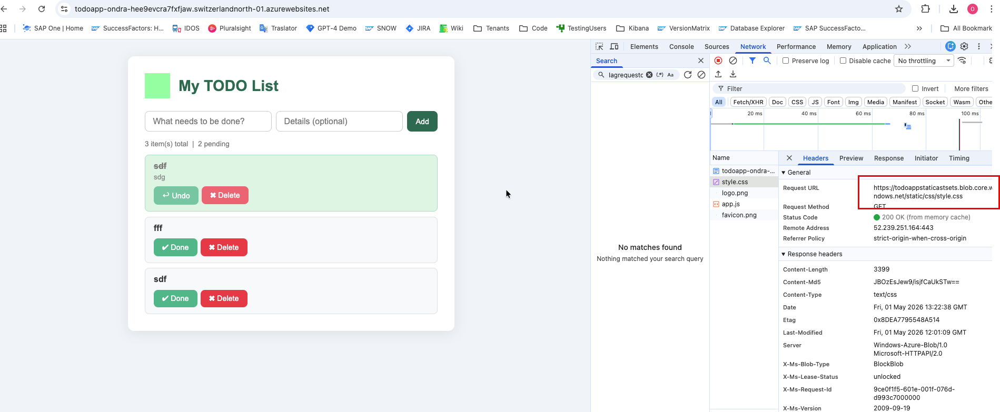 todoapp-ondra-hee9evcra7fxfjaw.switzerlandnorth-01.azurewebsites.net
O
SAP One | Home
SuccessFactors: H...
IDOS
Pluralsight
Traslator
GPT-4 Demo
SNOW
JIRA
Wiki
Tenants
Code
TestingUsers
Kibana
VersionMatrix
Database Explorer
SAP SuccessFacto...
All Bookmark
My TODO List
What needs to be done?
Details (optional)
Add
3 item(s) total | 2 pending
sdf
sdg
↩ Undo
✖ Delete
fff
✔ Done
✖ Delete
sdf
✔ Done
✖ Delete
Elements
Console
Sources
Network
Performance
Memory
Application
Search
lagrequestc
(.*)
Aa
No matches found
Nothing matched your search query
Preserve log
Disable cache
No throttling
Filter
Invert
More filters
All
Fetch/XHR
Doc
CSS
JS
Font
Img
Media
Manifest
Socket
Wasm
Othe
20 ms
40 ms
60 ms
80 ms
100 ms
Name
todoapp-ondra-...
style.css
logo.png
app.js
favicon.png
Headers
Preview
Response
Initiator
Timing
General
Request URL
https://todoappstaticastsets.blob.core.w
ndows.net/static/css/style.css
Request Method
GET
Status Code
200 OK (from memory cache)
Remote Address
52.239.251.164:443
Referrer Policy
strict-origin-when-cross-origin
Response headers
Content-Length
3399
Content-Md5
JBOzEsJew9/isjfCaUkSTw==
Content-Type
text/css
Date
Fri, 01 May 2026 13:22:38 GMT
Etag
0x8DEA7795548A514
Last-Modified
Fri, 01 May 2026 12:01:09 GMT
Server
Windows-Azure-Blob/1.0
Microsoft-HTTPAPI/2.0
X-Ms-Blob-Type
BlockBlob
X-Ms-Lease-Status
unlocked
X-Ms-Request-Id
9ce0f1f5-601e-001f-076d-
d993c7000000
X-Ms-Version
2009-09-19